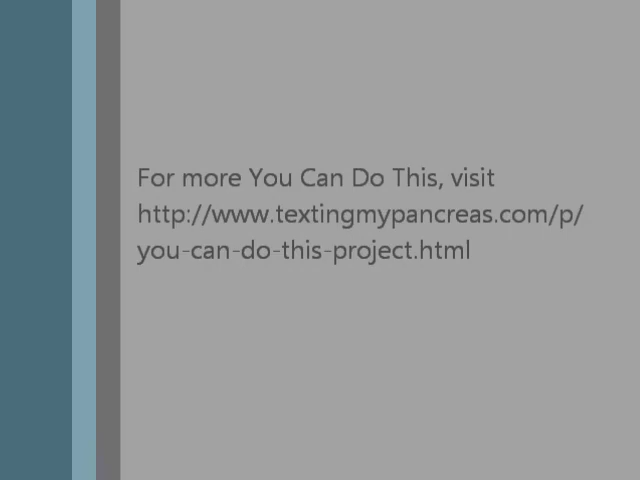 For more You Can Do This, visit
http://www.textingmypancreas.com/p/
you-can-do-this-project.html